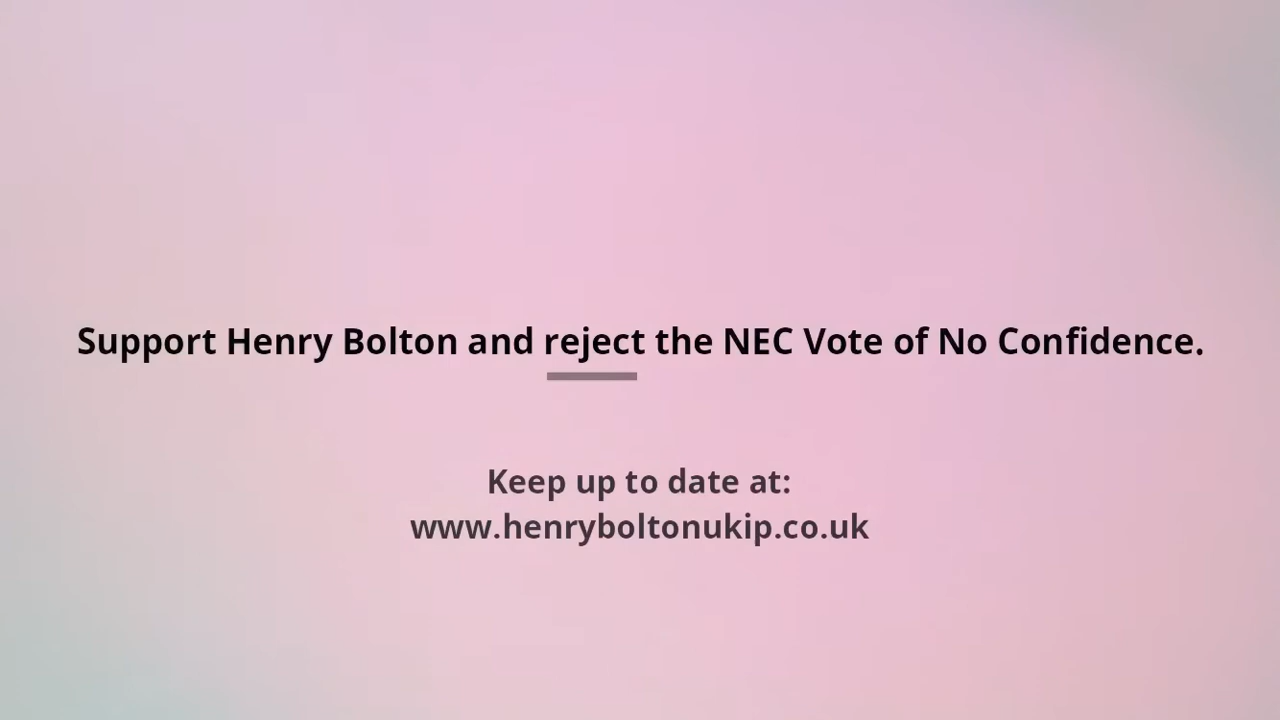 Support Henry Bolton and reject the NEC Vote of No Confidence.
Keep up to date at:
www.henryboltonukip.co.uk